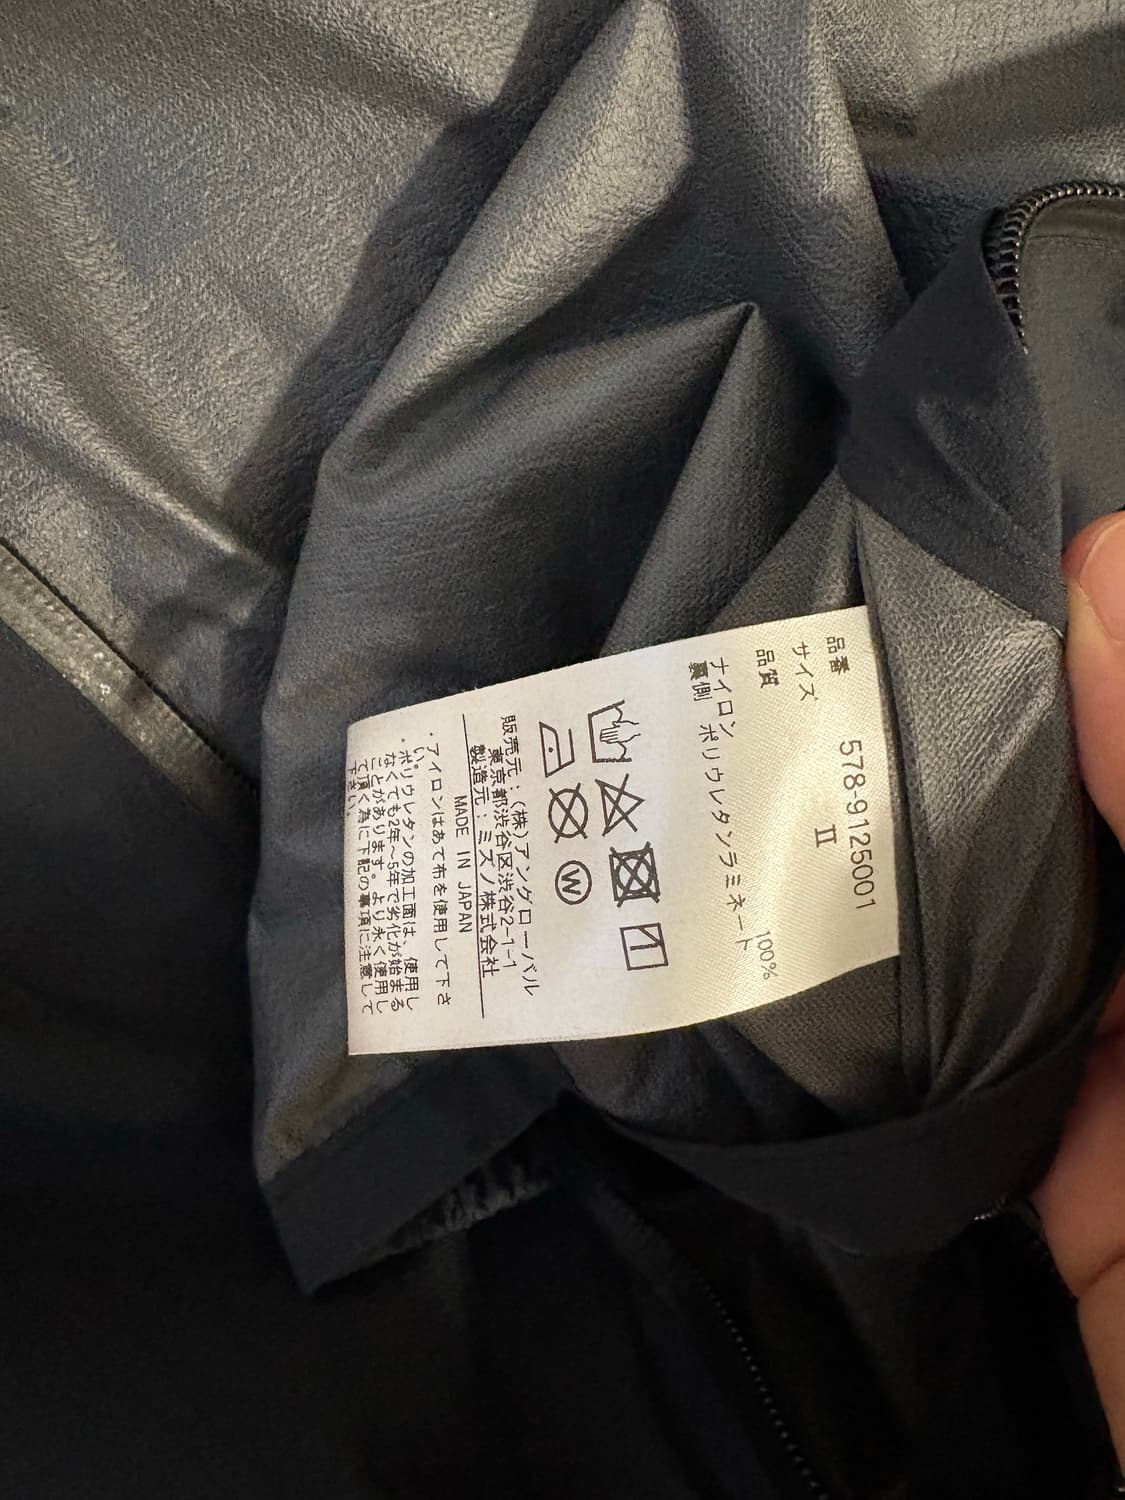 品番 578-9125001
サイズ II
品質
ナイロン 100%
裏側 ポリウレタンラミネート
W
販売元：(株)アングローバル
東京都渋谷区渋谷2-1-1
製造元：ミズノ株式会社
MADE IN JAPAN
・アイロンはあて布を使用して下さ
い。
・ポリウレタンの加工面は、使用し
なくても2年～5年で劣化が始まる
ことがあります。より永く使用し
て頂く為に下記の事項に注意して
下さい。